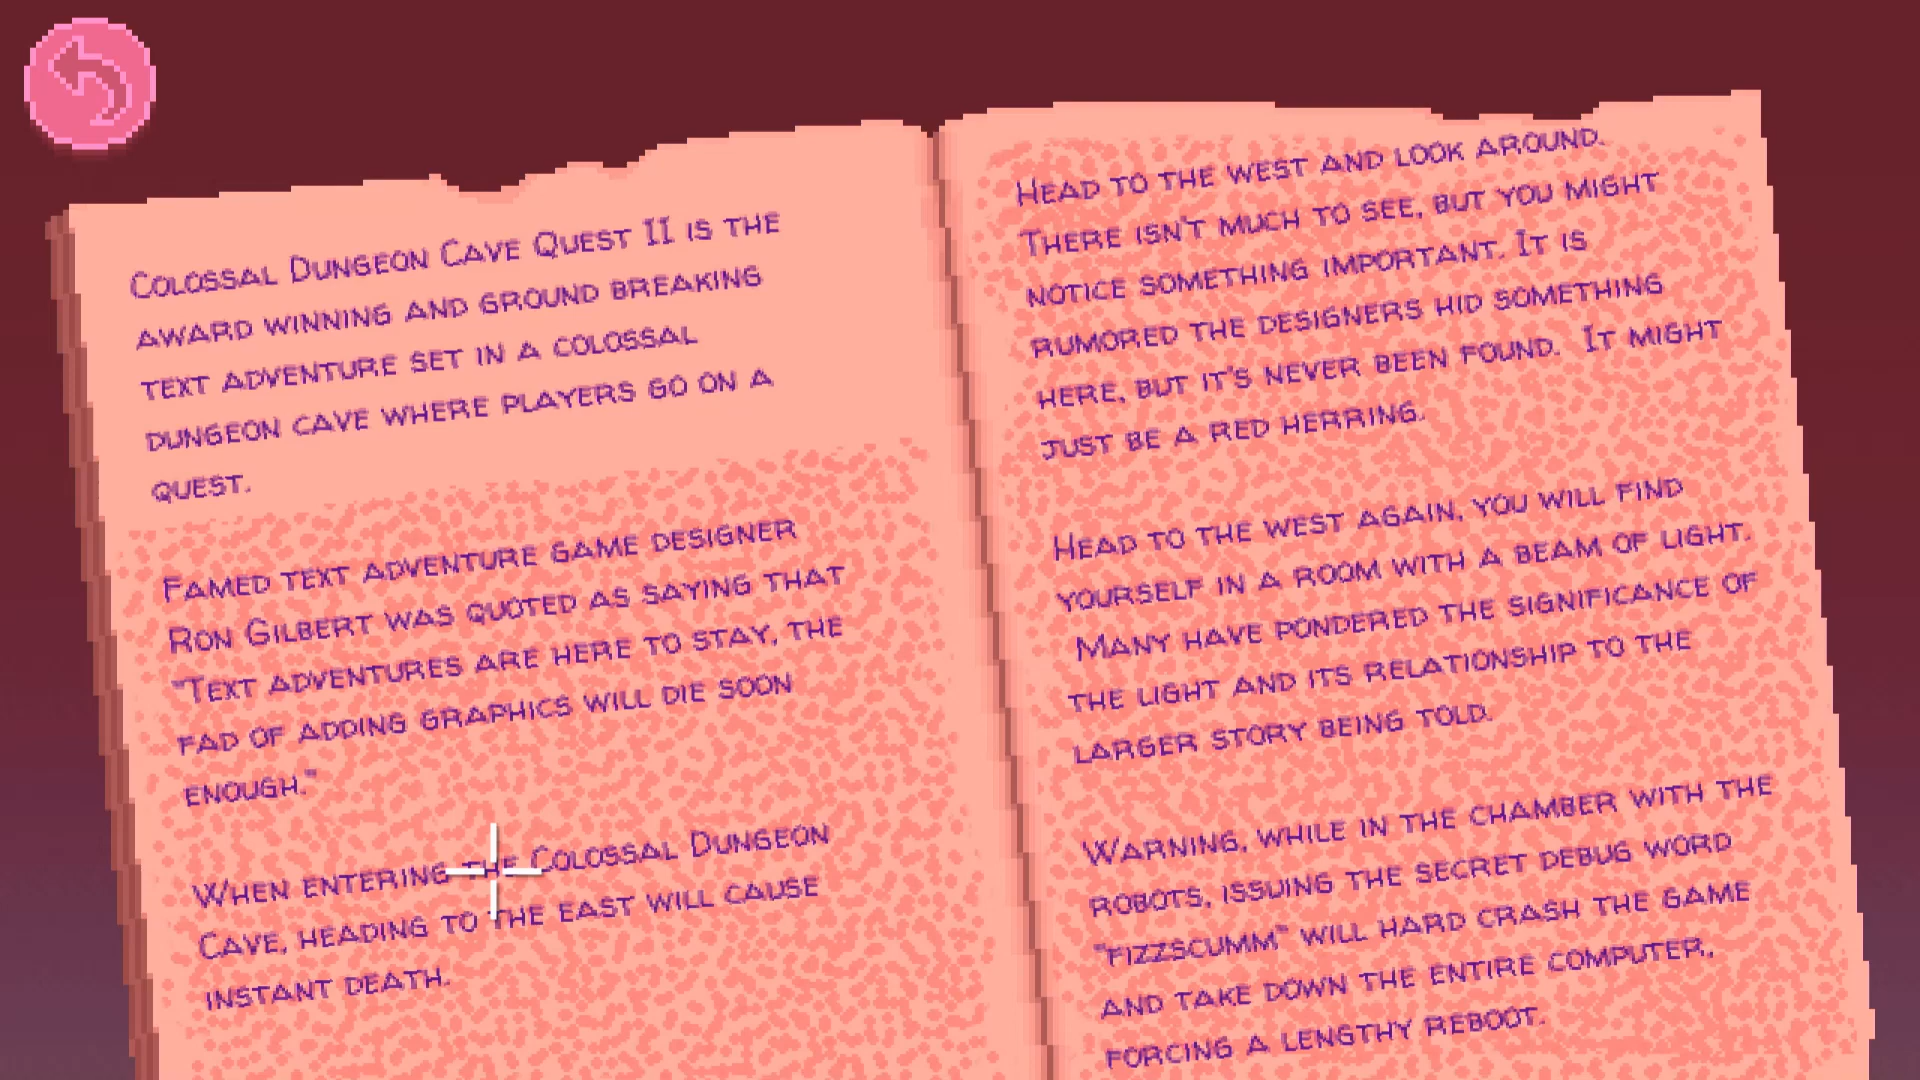 Colossal Dungeon Cave Quest II is the
award winning and ground breaking
text adventure set in a colossal
dungeon cave where players go on a
quest.
Famed text adventure game designer
Ron Gilbert was quoted as saying that
"Text adventures are here to stay, the
fad of adding graphics will die soon
enough."
When entering the Colossal Dungeon
Cave, heading to the east will cause
instant death.
Head to the west and look around.
There isn't much to see, but you might
notice something important. It is
rumored the designers hid something
here, but it's never been found. It might
just be a red herring.
Head to the west again, you will find
yourself in a room with a beam of light.
Many have pondered the significance of
the light and its relationship to the
larger story being told.
Warning, while in the chamber with the
robots, issuing the secret debug word
"fizzscumm" will hard crash the game
and take down the entire computer,
forcing a lengthy reboot.